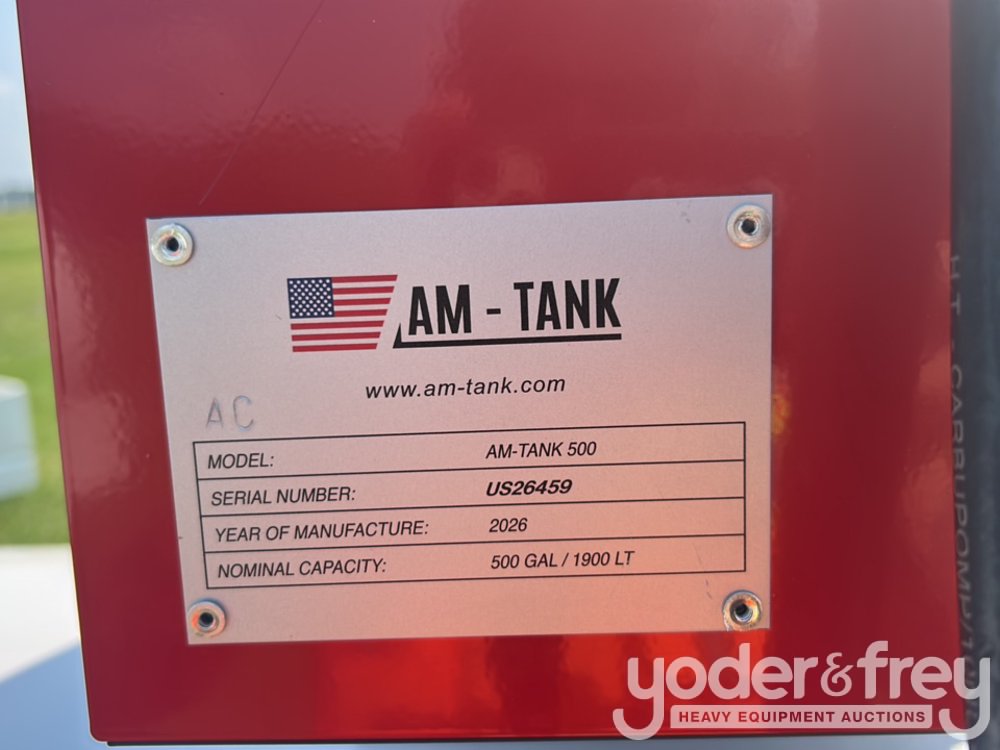 AM - TANK
www.am-tank.com
AC
MODEL: AM-TANK 500
SERIAL NUMBER: US26459
YEAR OF MANUFACTURE: 2026
NOMINAL CAPACITY: 500 GAL / 1900 LT
yoder&frey
HEAVY EQUIPMENT AUCTIONS